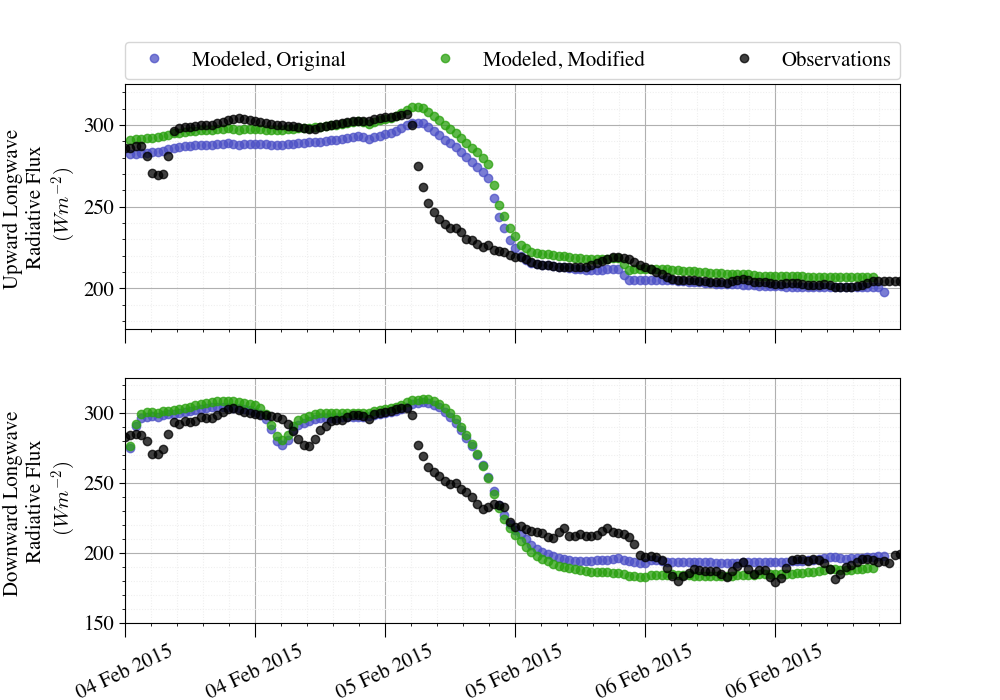 Modeled, Original
Modeled, Modified
Observations
Upward Longwave
Radiative Flux
(Wm⁻²)
300
250
200
Downward Longwave
Radiative Flux
(Wm⁻²)
300
250
200
150
04 Feb 2015
04 Feb 2015
05 Feb 2015
05 Feb 2015
06 Feb 2015
06 Feb 2015